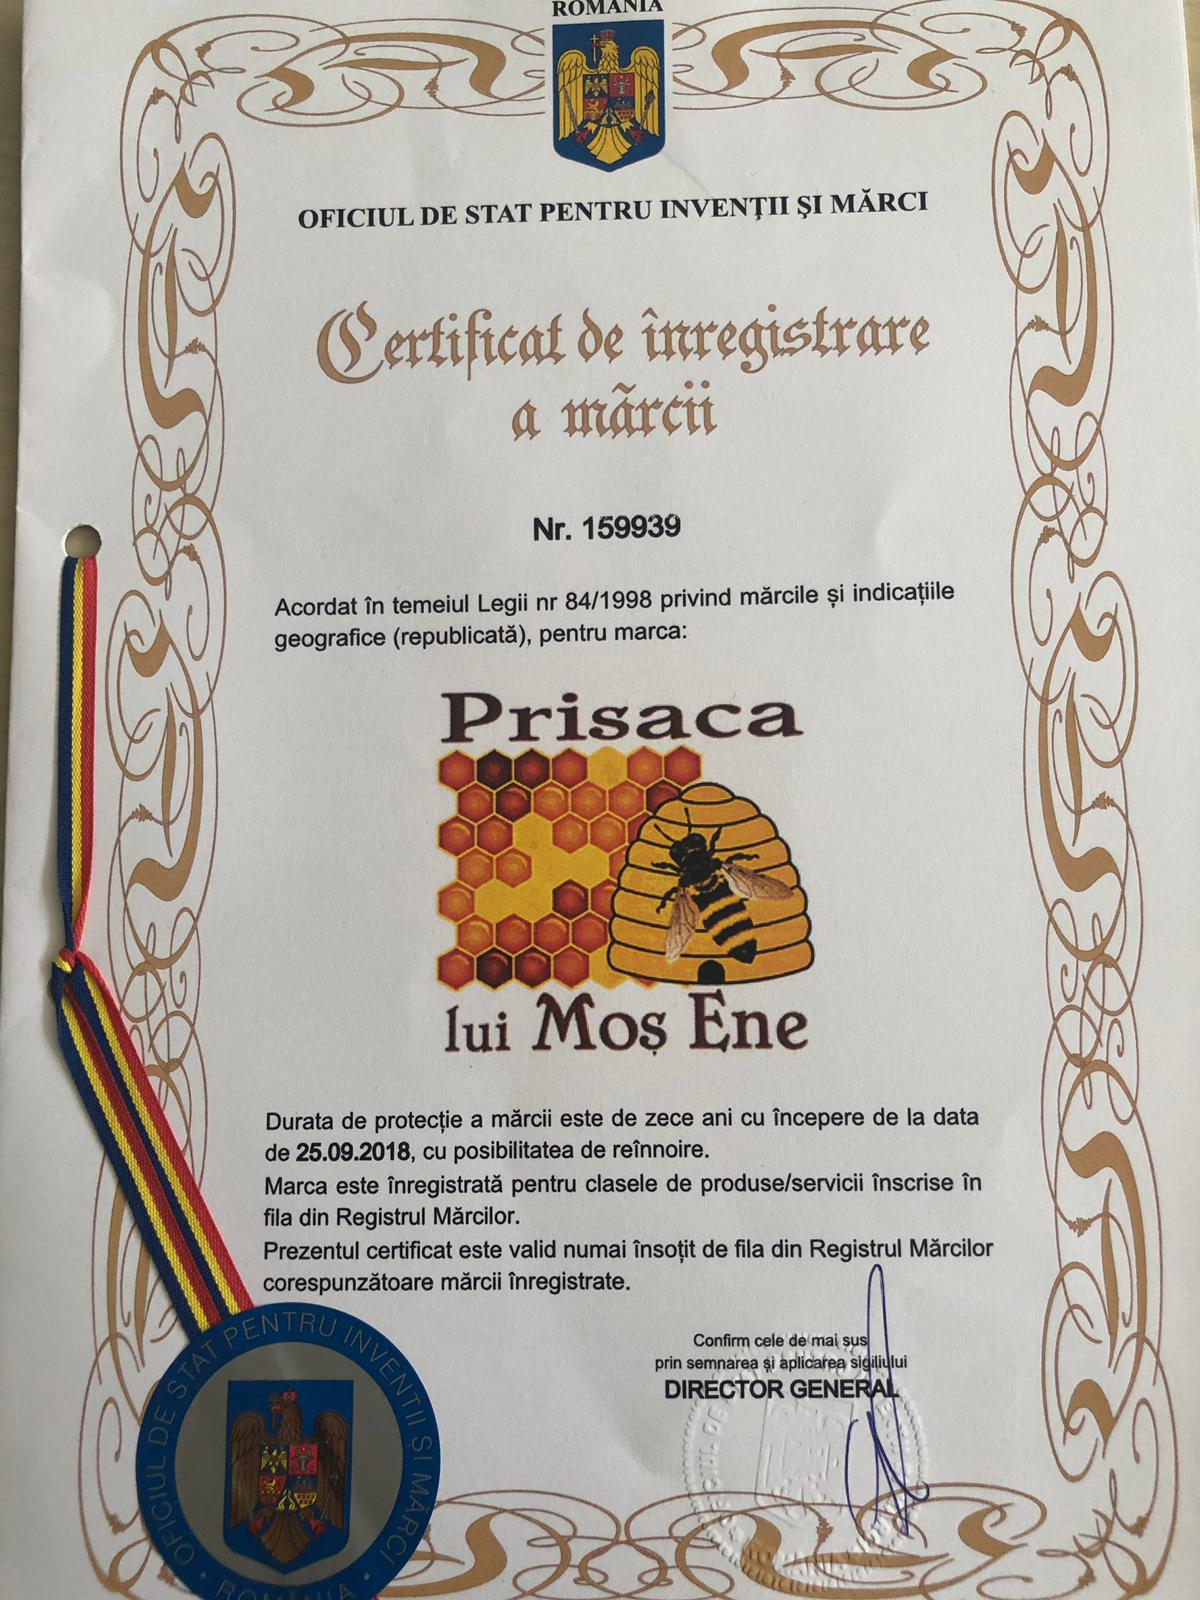 ROMÂNIA
OFICIUL DE STAT PENTRU INVENŢII ŞI MĂRCI
Certificat de înregistrare
a mărcii
Nr. 159939
Acordat în temeiul Legii nr 84/1998 privind mărcile și indicațiile
geografice (republicată), pentru marca:
Prisaca
lui Moș Ene
Durata de protecție a mărcii este de zece ani cu începere de la data
de 25.09.2018, cu posibilitatea de reînnoire.
Marca este înregistrată pentru clasele de produse/servicii înscrise în
fila din Registrul Mărcilor.
Prezentul certificat este valid numai însoțit de fila din Registrul Mărcilor
corespunzătoare mărcii înregistrate.
Confirm cele de mai sus
prin semnarea și aplicarea sigiliului
DIRECTOR GENERAL
OFICIUL DE STAT PENTRU INVENTII ȘI MĂRCI
• ROMÂNIA •